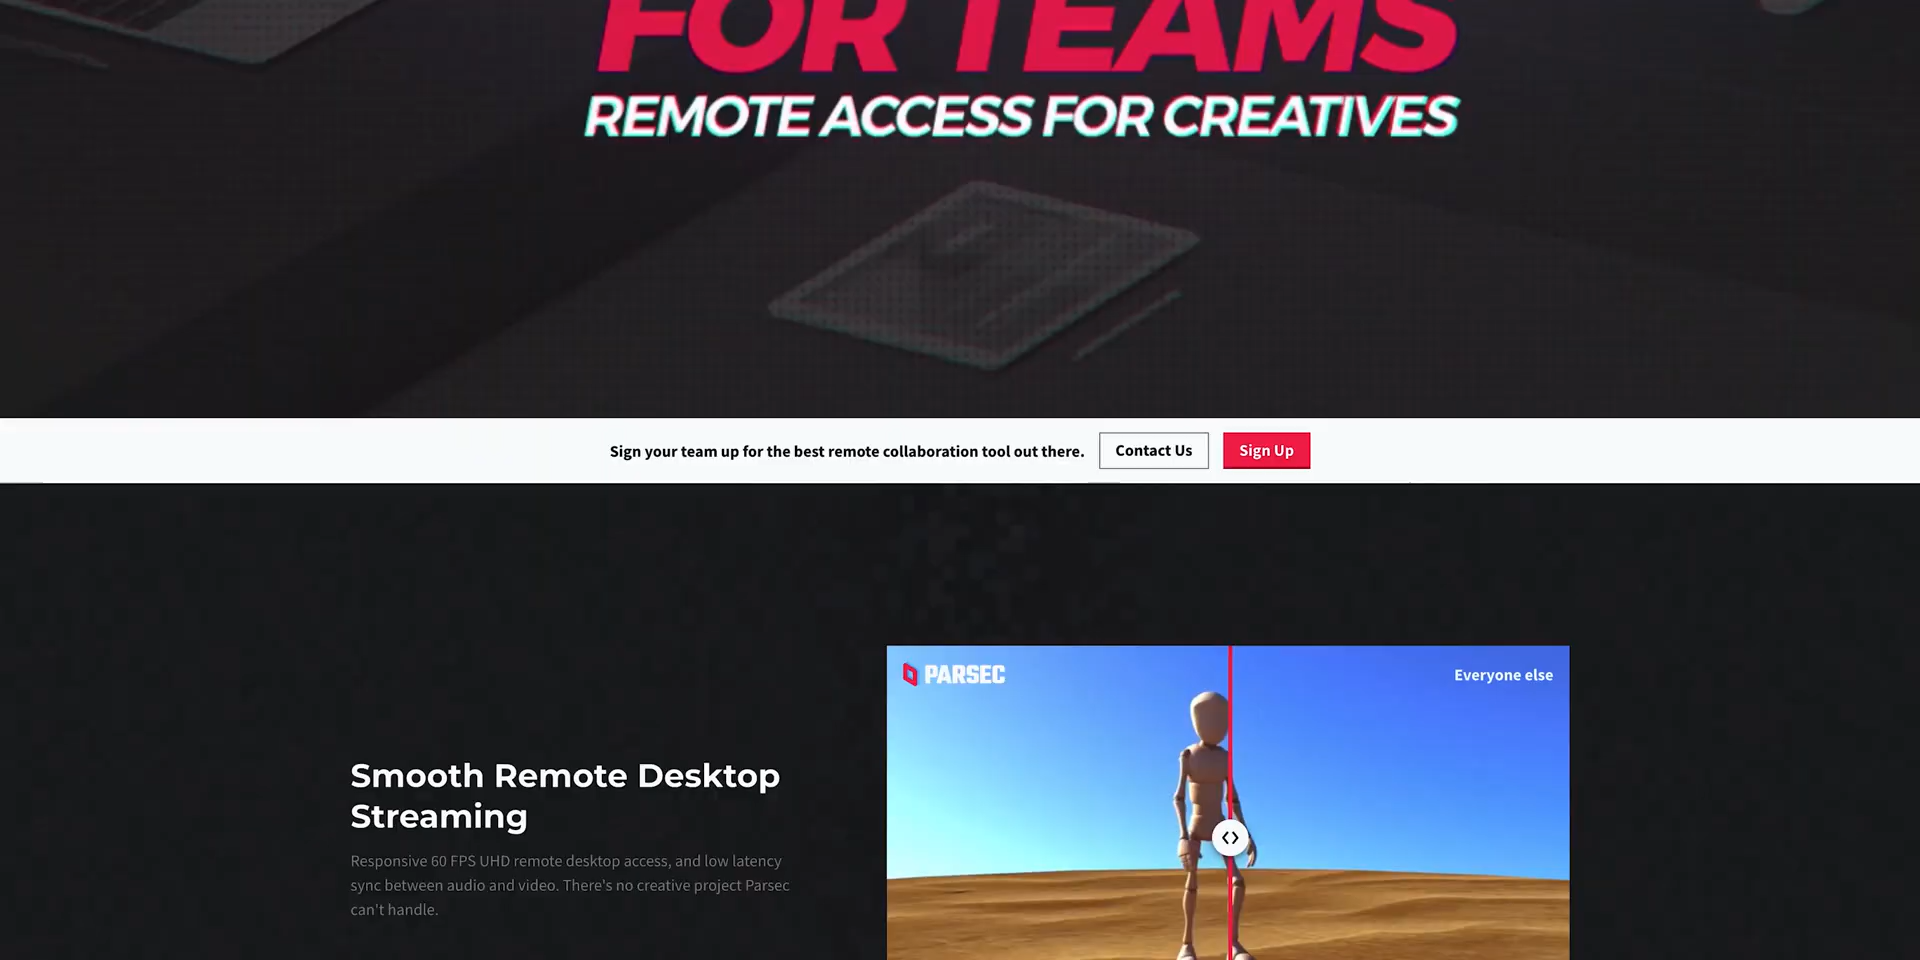 FOR TEAMS
REMOTE ACCESS FOR CREATIVES
Sign your team up for the best remote collaboration tool out there.
Contact Us
Sign Up
PARSEC
Everyone else
Smooth Remote Desktop
Streaming
Responsive 60 FPS UHD remote desktop access, and low latency
sync between audio and video. There's no creative project Parsec
can't handle.